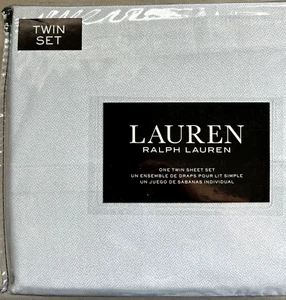 TWIN
SET
LAUREN
RALPH LAUREN
ONE TWIN SHEET SET
UN ENSEMBLE DE DRAPS POUR LIT SIMPLE
UN JUEGO DE SÁBANAS INDIVIDUAL